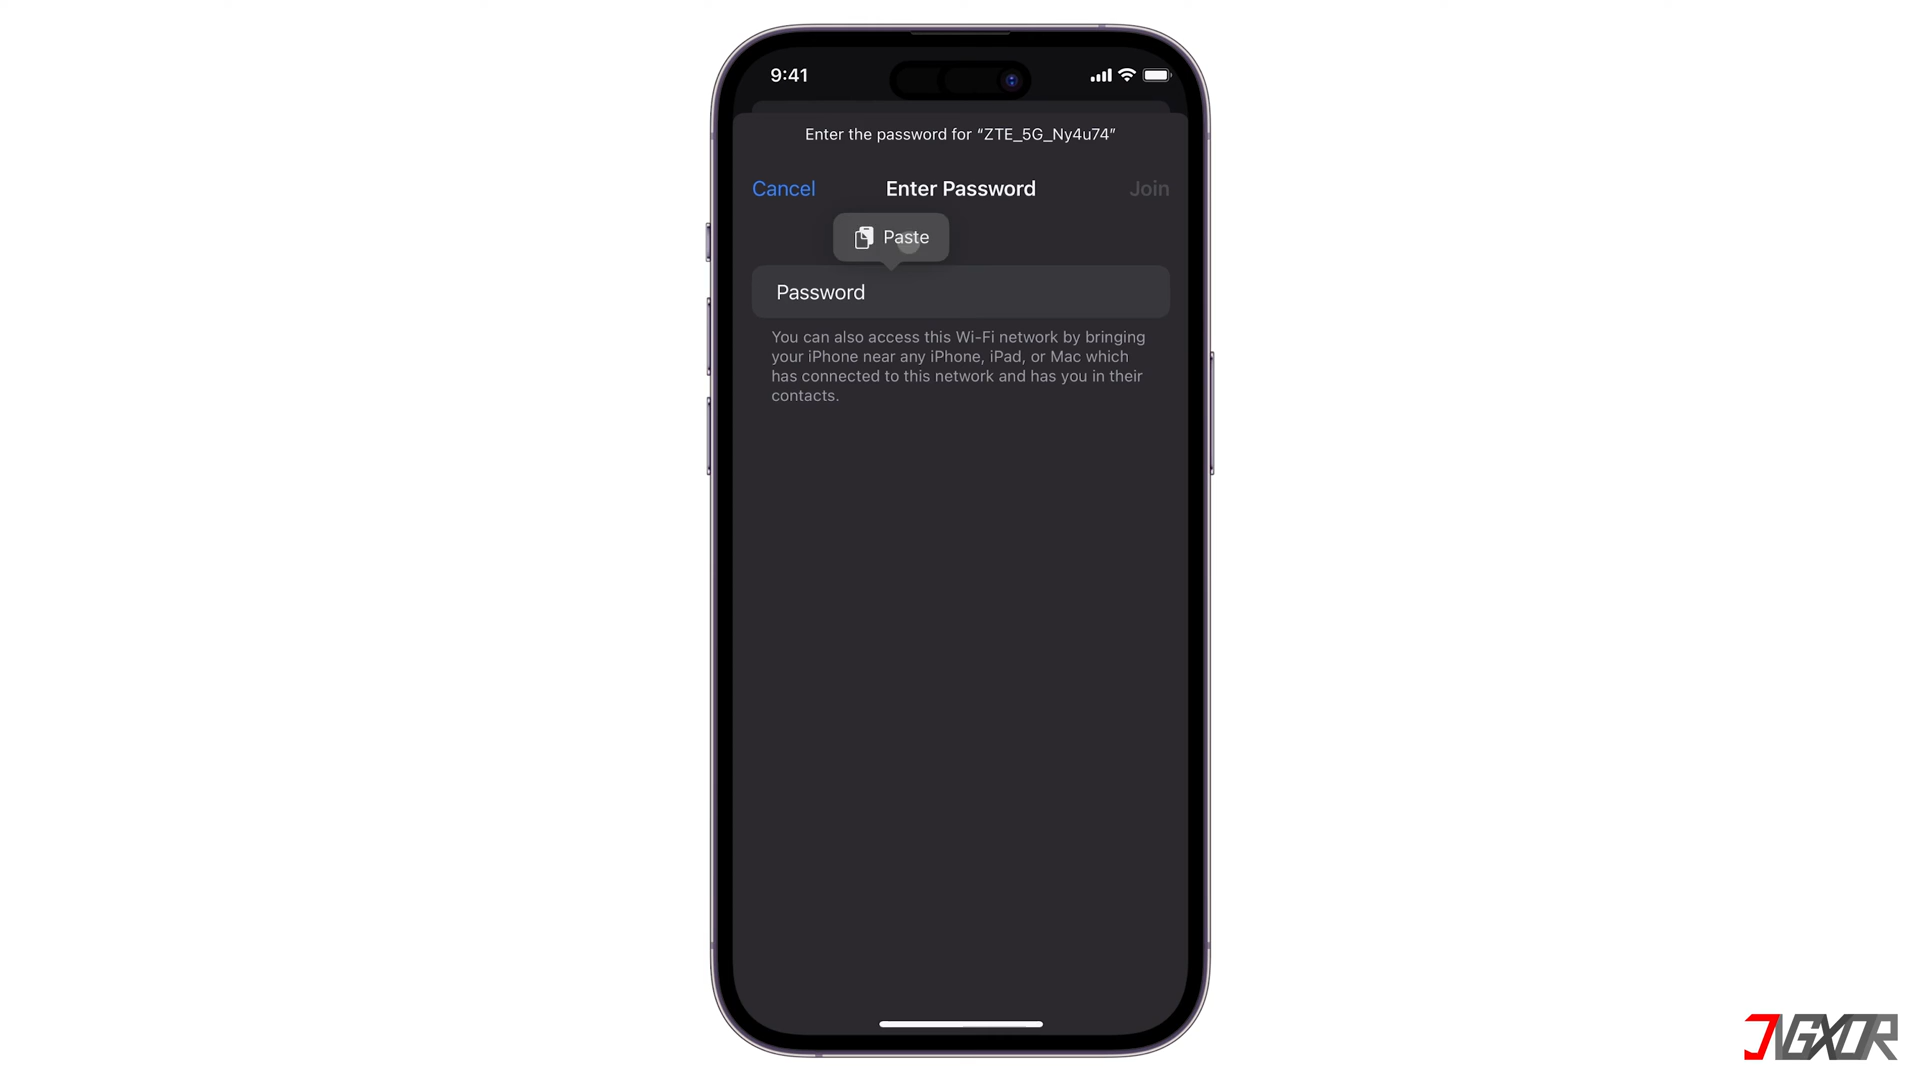 9:41
Enter the password for “ZTE_5G_Ny4u74”
Cancel
Enter Password
Join
Paste
Password
You can also access this Wi-Fi network by bringing
your iPhone near any iPhone, iPad, or Mac which
has connected to this network and has you in their
contacts.
JVGXOR